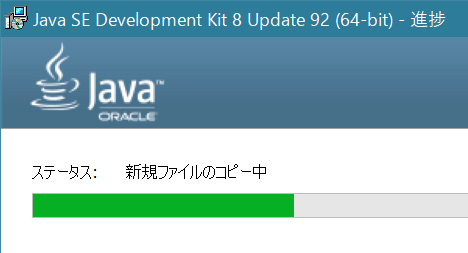 Java SE Development Kit 8 Update 92 (64-bit) - 進捗
Java™
ORACLE
ステータス: 新規ファイルのコピー中